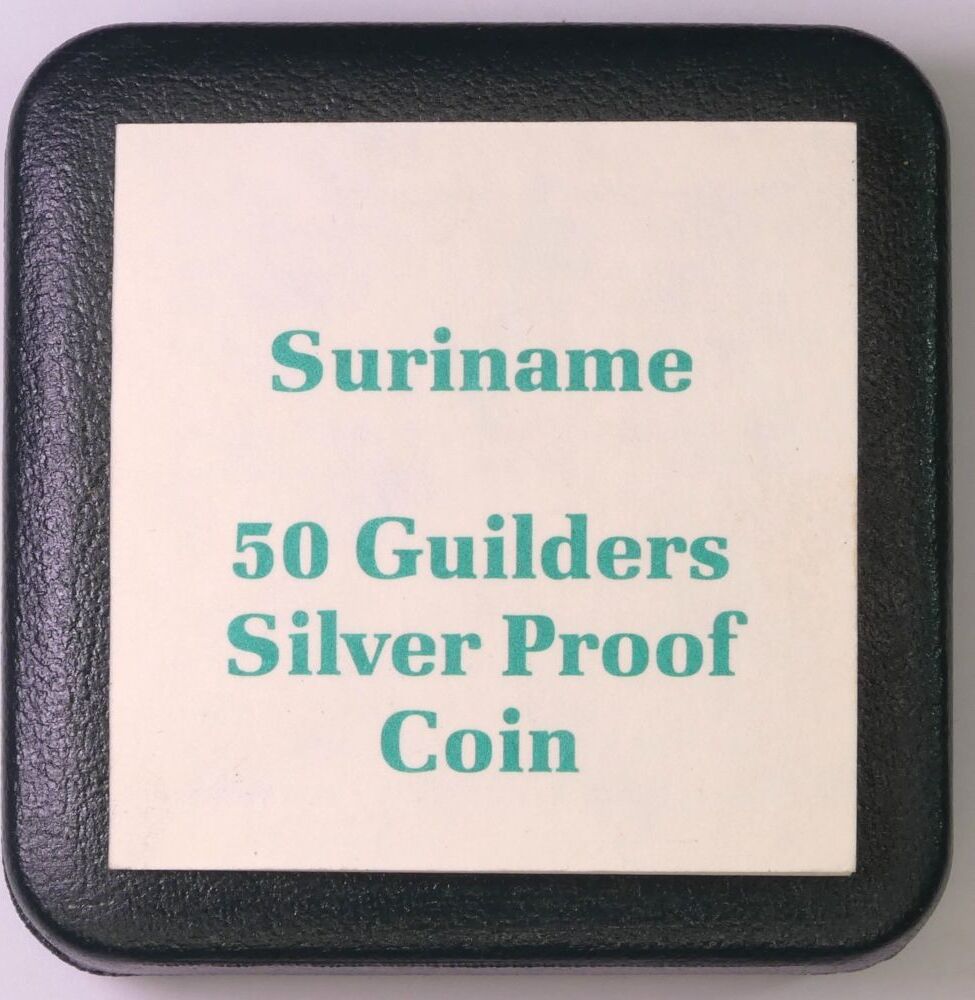 Suriname
50 Guilders
Silver Proof
Coin